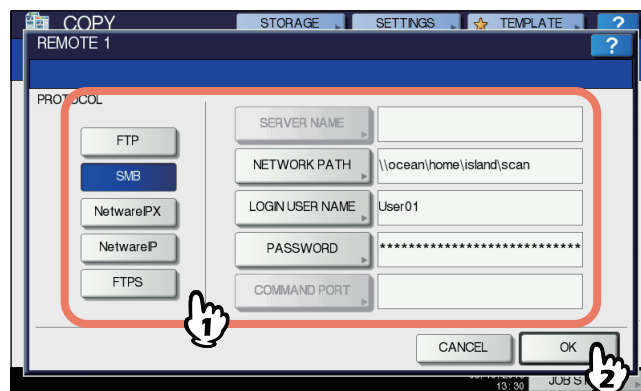 COPY STORAGE SETTINGS TEMPLATE ?
REMOTE 1 ?
PROTOCOL
FTP
SMB
NetwareIPX
NetwareIP
FTPS
SERVER NAME
NETWORK PATH \\ocean\home\island\scan
LOGIN USER NAME User01
PASSWORD ****************************
COMMAND PORT
1
CANCEL OK
2
13:30 JOB S